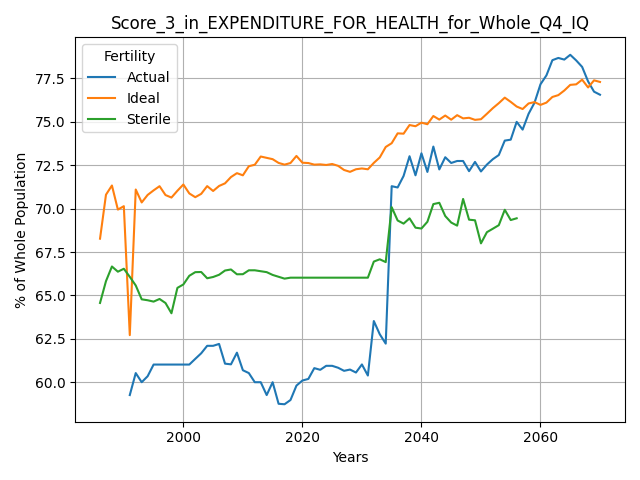 Score_3_in_EXPENDITURE_FOR_HEALTH_for_Whole_Q4_IQ
Fertility
Actual
Ideal
Sterile
% of Whole Population
77.5
75.0
72.5
70.0
67.5
65.0
62.5
60.0
2000
2020
2040
2060
Years